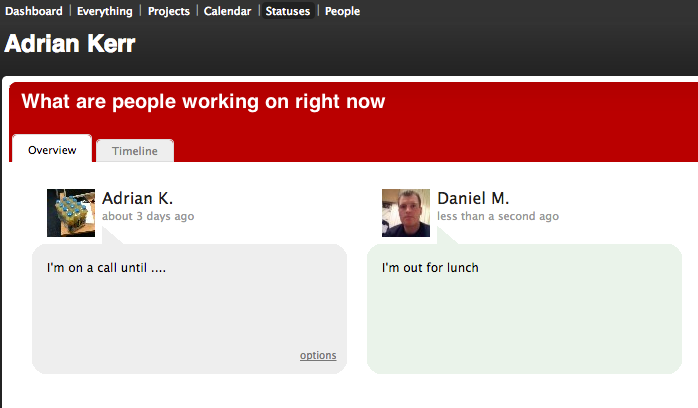 Dashboard | Everything | Projects | Calendar | Statuses | People
Adrian Kerr
What are people working on right now
Overview Timeline
Adrian K. Daniel M.
about 3 days ago less than a second ago
I'm on a call until .... I'm out for lunch
options